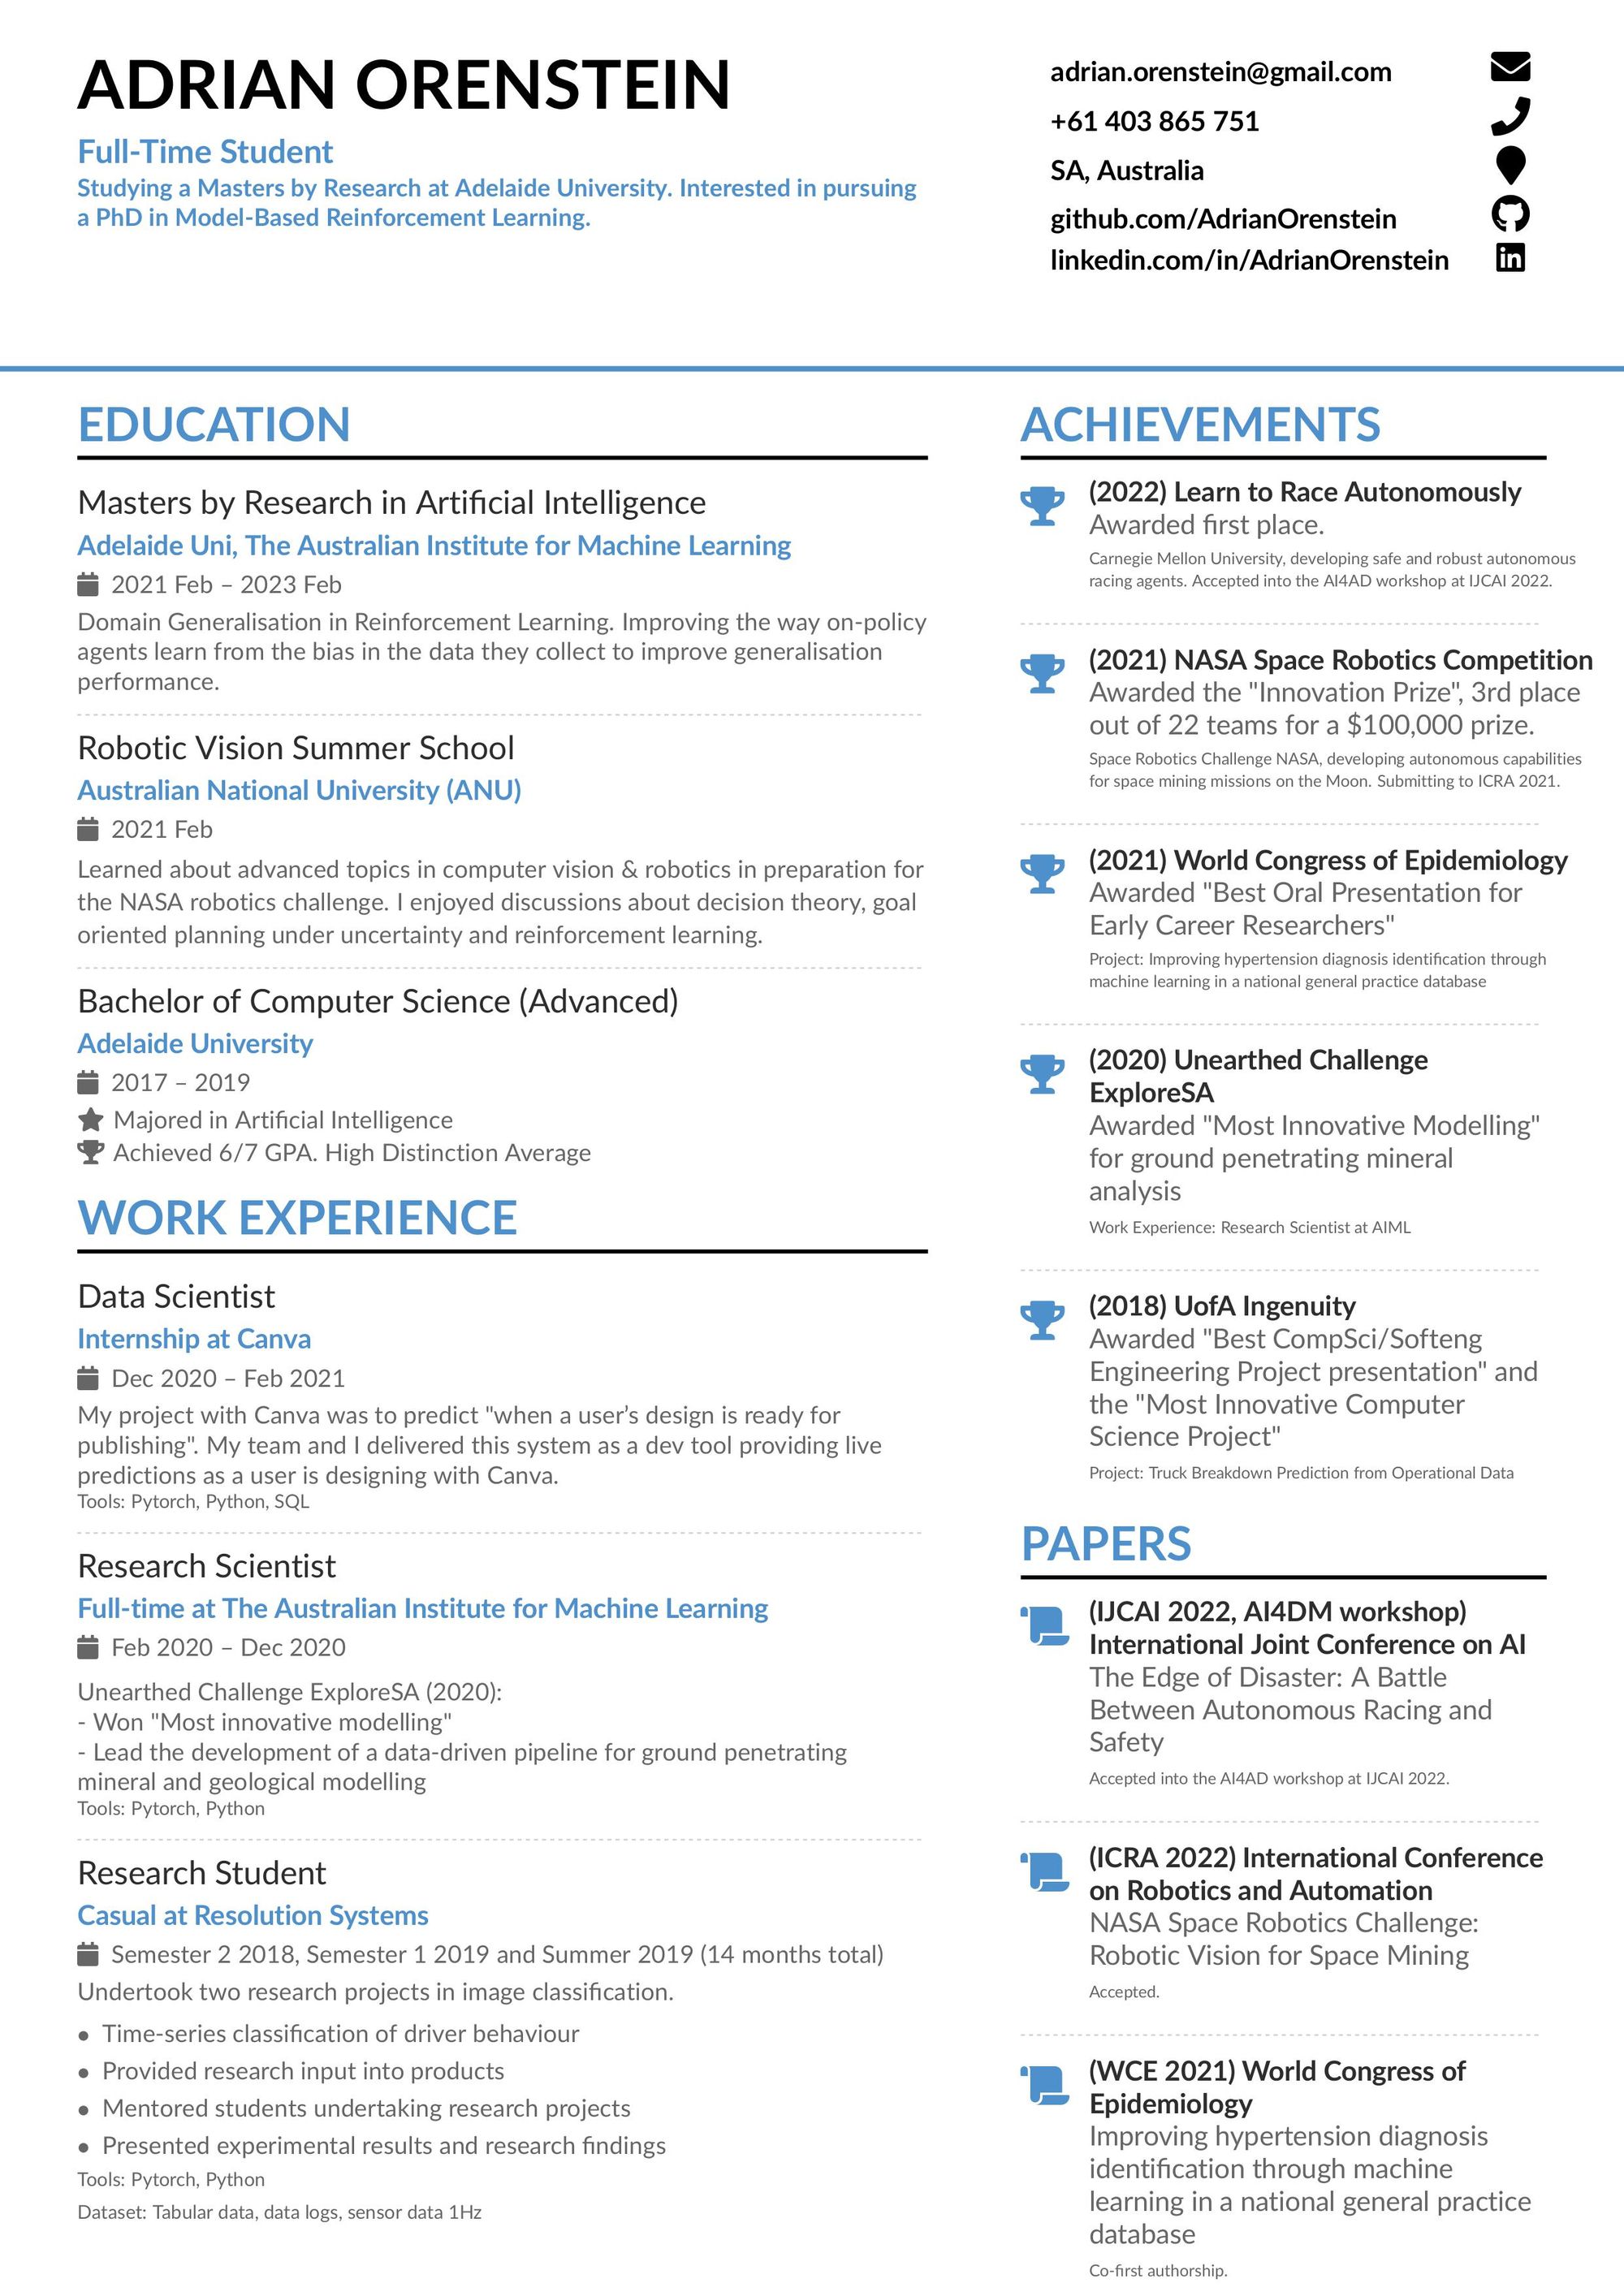 ADRIAN ORENSTEIN
Full-Time Student
Studying a Masters by Research at Adelaide University. Interested in pursuing
a PhD in Model-Based Reinforcement Learning.
adrian.orenstein@gmail.com
+61 403 865 751
SA, Australia
github.com/AdrianOrenstein
linkedin.com/in/AdrianOrenstein
EDUCATION
Masters by Research in Artificial Intelligence
Adelaide Uni, The Australian Institute for Machine Learning
2021 Feb – 2023 Feb
Domain Generalisation in Reinforcement Learning. Improving the way on-policy
agents learn from the bias in the data they collect to improve generalisation
performance.
Robotic Vision Summer School
Australian National University (ANU)
2021 Feb
Learned about advanced topics in computer vision & robotics in preparation for
the NASA robotics challenge. I enjoyed discussions about decision theory, goal
oriented planning under uncertainty and reinforcement learning.
Bachelor of Computer Science (Advanced)
Adelaide University
2017 – 2019
Majored in Artificial Intelligence
Achieved 6/7 GPA. High Distinction Average
WORK EXPERIENCE
Data Scientist
Internship at Canva
Dec 2020 – Feb 2021
My project with Canva was to predict "when a user's design is ready for
publishing". My team and I delivered this system as a dev tool providing live
predictions as a user is designing with Canva.
Tools: Pytorch, Python, SQL
Research Scientist
Full-time at The Australian Institute for Machine Learning
Feb 2020 – Dec 2020
Unearthed Challenge ExploreSA (2020):
- Won "Most innovative modelling"
- Lead the development of a data-driven pipeline for ground penetrating
mineral and geological modelling
Tools: Pytorch, Python
Research Student
Casual at Resolution Systems
Semester 2 2018, Semester 1 2019 and Summer 2019 (14 months total)
Undertook two research projects in image classification.
• Time-series classification of driver behaviour
• Provided research input into products
• Mentored students undertaking research projects
• Presented experimental results and research findings
Tools: Pytorch, Python
Dataset: Tabular data, data logs, sensor data 1Hz
ACHIEVEMENTS
(2022) Learn to Race Autonomously
Awarded first place.
Carnegie Mellon University, developing safe and robust autonomous
racing agents. Accepted into the AI4AD workshop at IJCAI 2022.
(2021) NASA Space Robotics Competition
Awarded the "Innovation Prize", 3rd place
out of 22 teams for a $100,000 prize.
Space Robotics Challenge NASA, developing autonomous capabilities
for space mining missions on the Moon. Submitting to ICRA 2021.
(2021) World Congress of Epidemiology
Awarded "Best Oral Presentation for
Early Career Researchers"
Project: Improving hypertension diagnosis identification through
machine learning in a national general practice database
(2020) Unearthed Challenge
ExploreSA
Awarded "Most Innovative Modelling"
for ground penetrating mineral
analysis
Work Experience: Research Scientist at AIML
(2018) UofA Ingenuity
Awarded "Best CompSci/Softeng
Engineering Project presentation" and
the "Most Innovative Computer
Science Project"
Project: Truck Breakdown Prediction from Operational Data
PAPERS
(IJCAI 2022, AI4DM workshop)
International Joint Conference on AI
The Edge of Disaster: A Battle
Between Autonomous Racing and
Safety
Accepted into the AI4AD workshop at IJCAI 2022.
(ICRA 2022) International Conference
on Robotics and Automation
NASA Space Robotics Challenge:
Robotic Vision for Space Mining
Accepted.
(WCE 2021) World Congress of
Epidemiology
Improving hypertension diagnosis
identification through machine
learning in a national general practice
database
Co-first authorship.